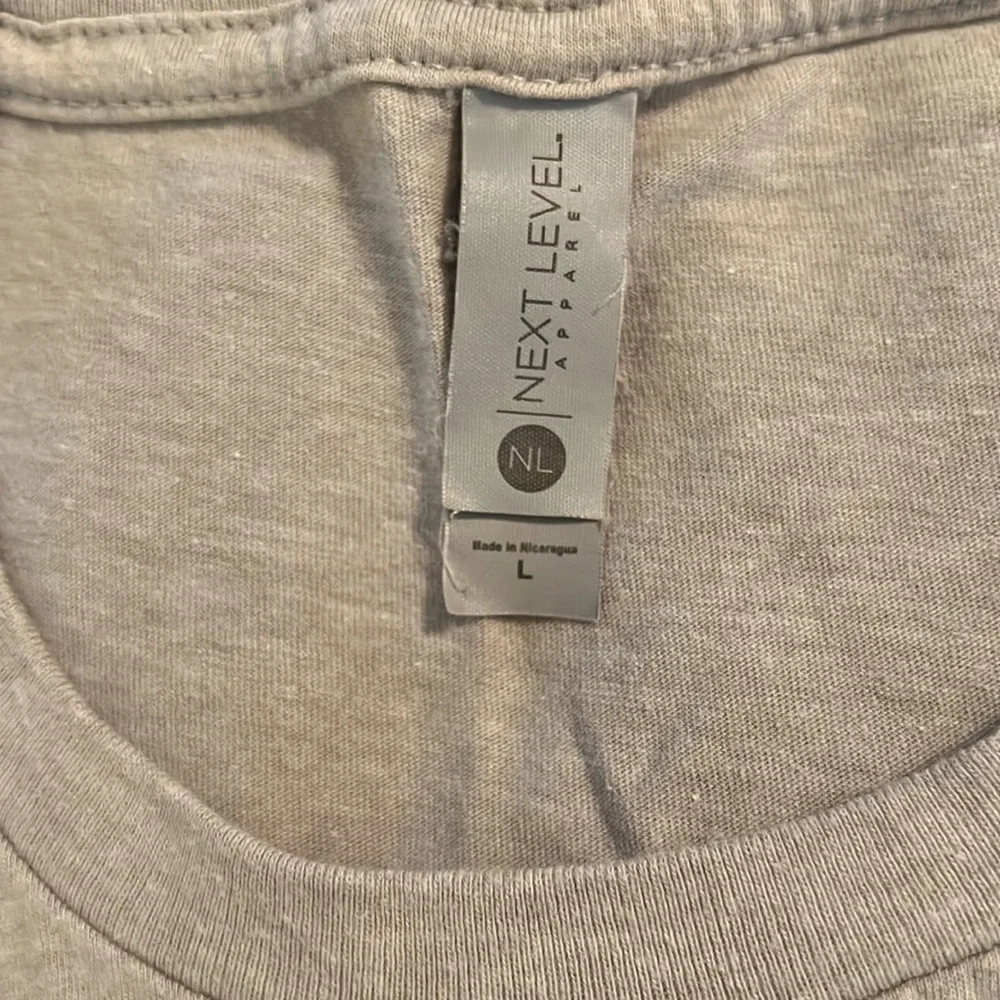 NL | NEXT LEVEL.
APPAREL
Made in Nicaragua
L